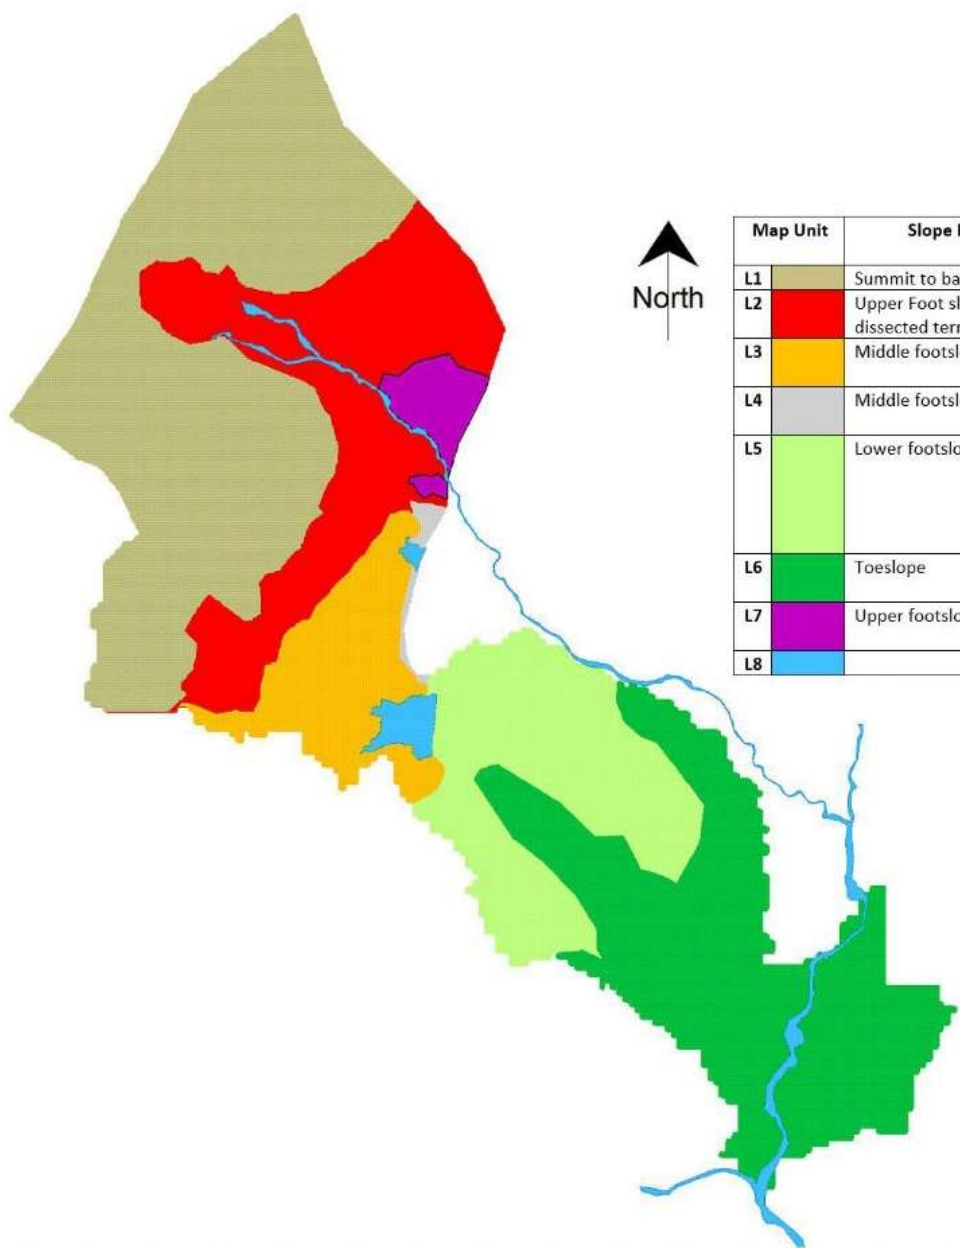 North
Map Unit Slope
L1 Summit to ba
L2 Upper Foot sl
dissected terr
L3 Middle footsl
L4 Middle footsl
L5 Lower footslo
L6 Toeslope
L7 Upper footslo
L8